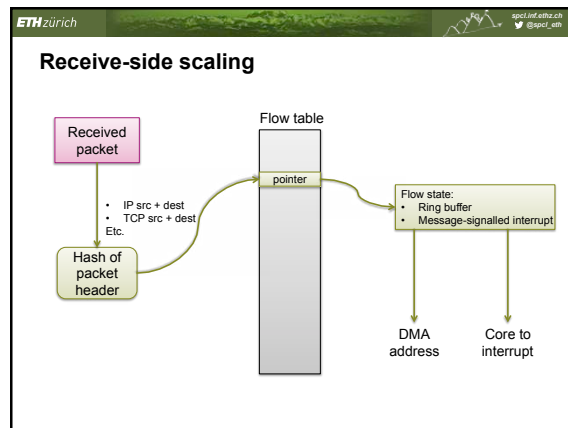 ETH zürich
spcl.inf.ethz.ch
@spcl_eth
Receive-side scaling
Flow table
Received
packet
pointer
• IP src + dest
• TCP src + dest
Etc.
Flow state:
• Ring buffer
• Message-signalled interrupt
Hash of
packet
header
DMA
address
Core to
interrupt